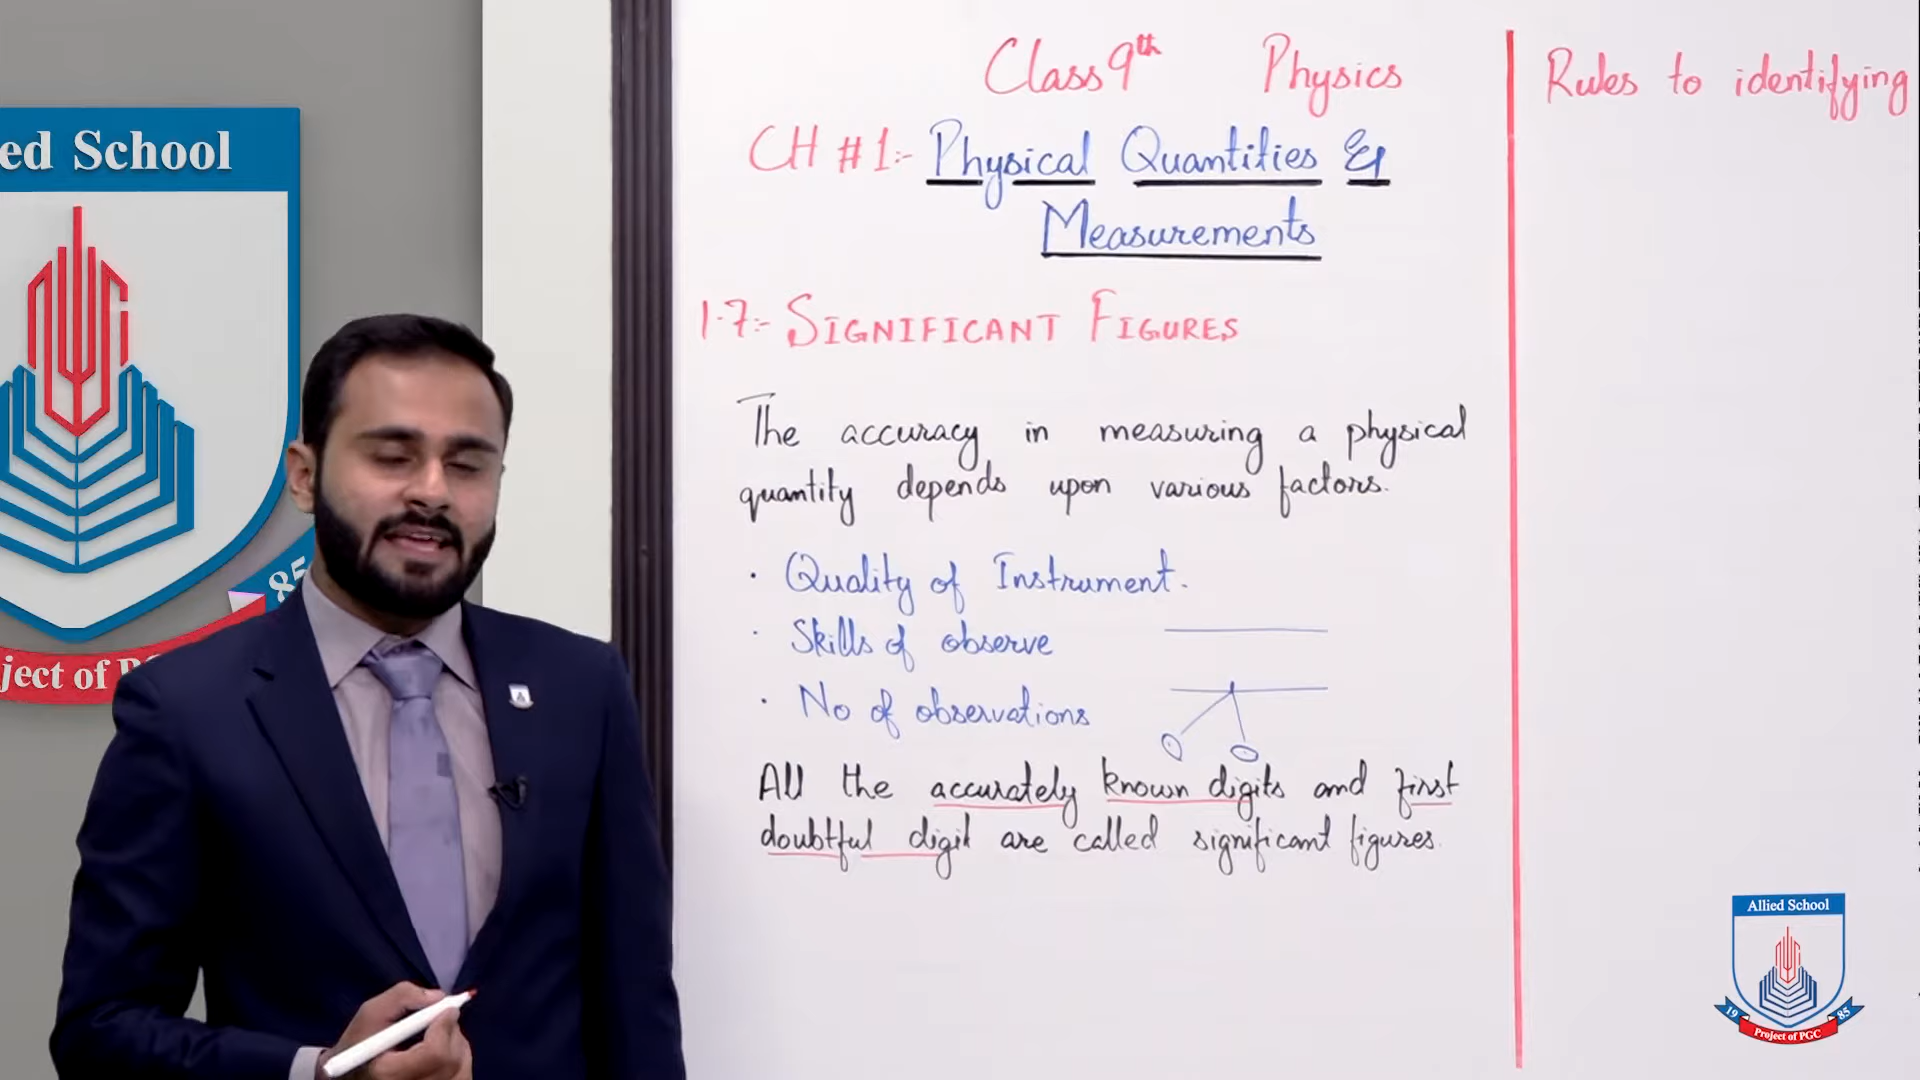 ed School
85
ject of
Class 9th Physics
CH # 1:- Physical Quantities &
Measurements
1.7:- SIGNIFICANT FIGURES
The accuracy in measuring a physical
quantity depends upon various factors.
· Quality of Instrument.
· Skills of observe
· No of observations
All the accurately known digits and first
doubtful digit are called significant figures.
Rules to identifying
Allied School
19 85
Project of PGC